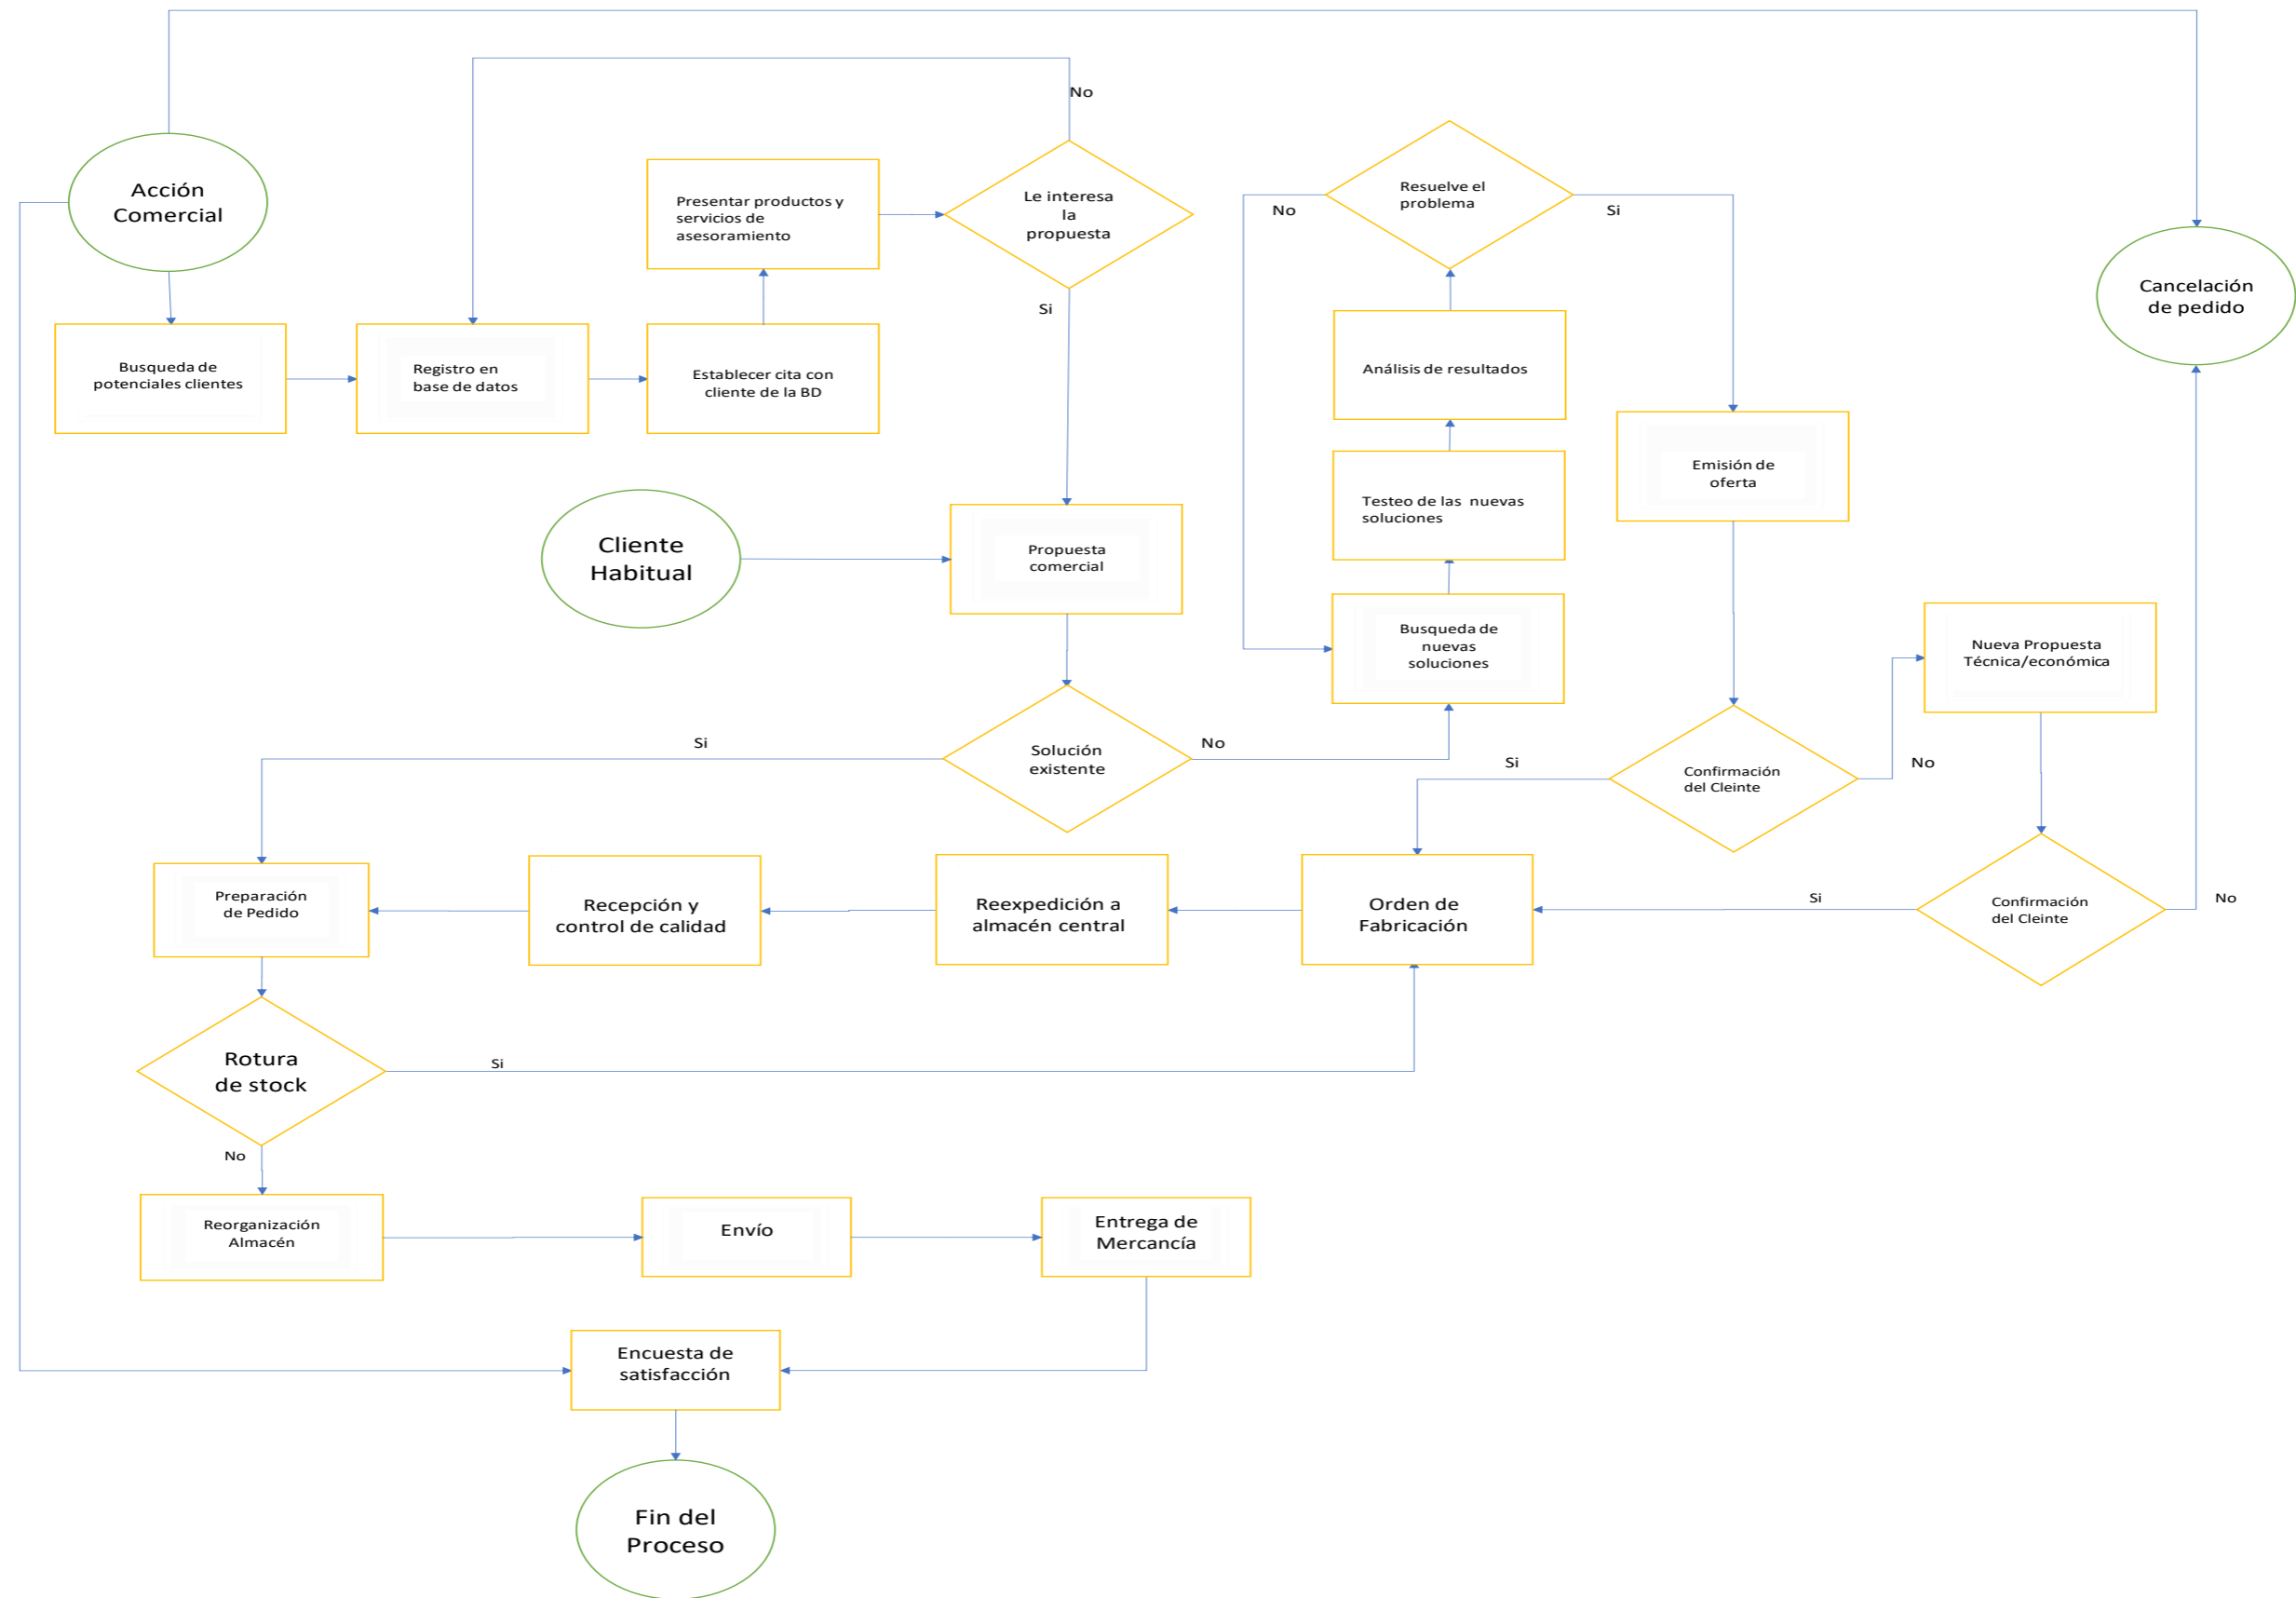 No
Acción
Comercial
Presentar productos y
servicios de
asesoramiento
Le interesa
la
propuesta
Resuelve el
problema
No
Si
Cancelación
de pedido
Si
Busqueda de
potenciales clientes
Registro en
base de datos
Establecer cita con
cliente de la BD
Análisis de resultados
Emisión de
oferta
Testeo de las nuevas
soluciones
Cliente
Habitual
Propuesta
comercial
Busqueda de
nuevas
soluciones
Nueva Propuesta
Técnica/económica
Si
Solución
existente
No
Si
Confirmación
del Cleinte
No
Preparación
de Pedido
Recepción y
control de calidad
Reexpedición a
almacén central
Orden de
Fabricación
Si
Confirmación
del Cleinte
No
Rotura
de stock
Si
No
Reorganización
Almacén
Envío
Entrega de
Mercancía
Encuesta de
satisfacción
Fin del
Proceso